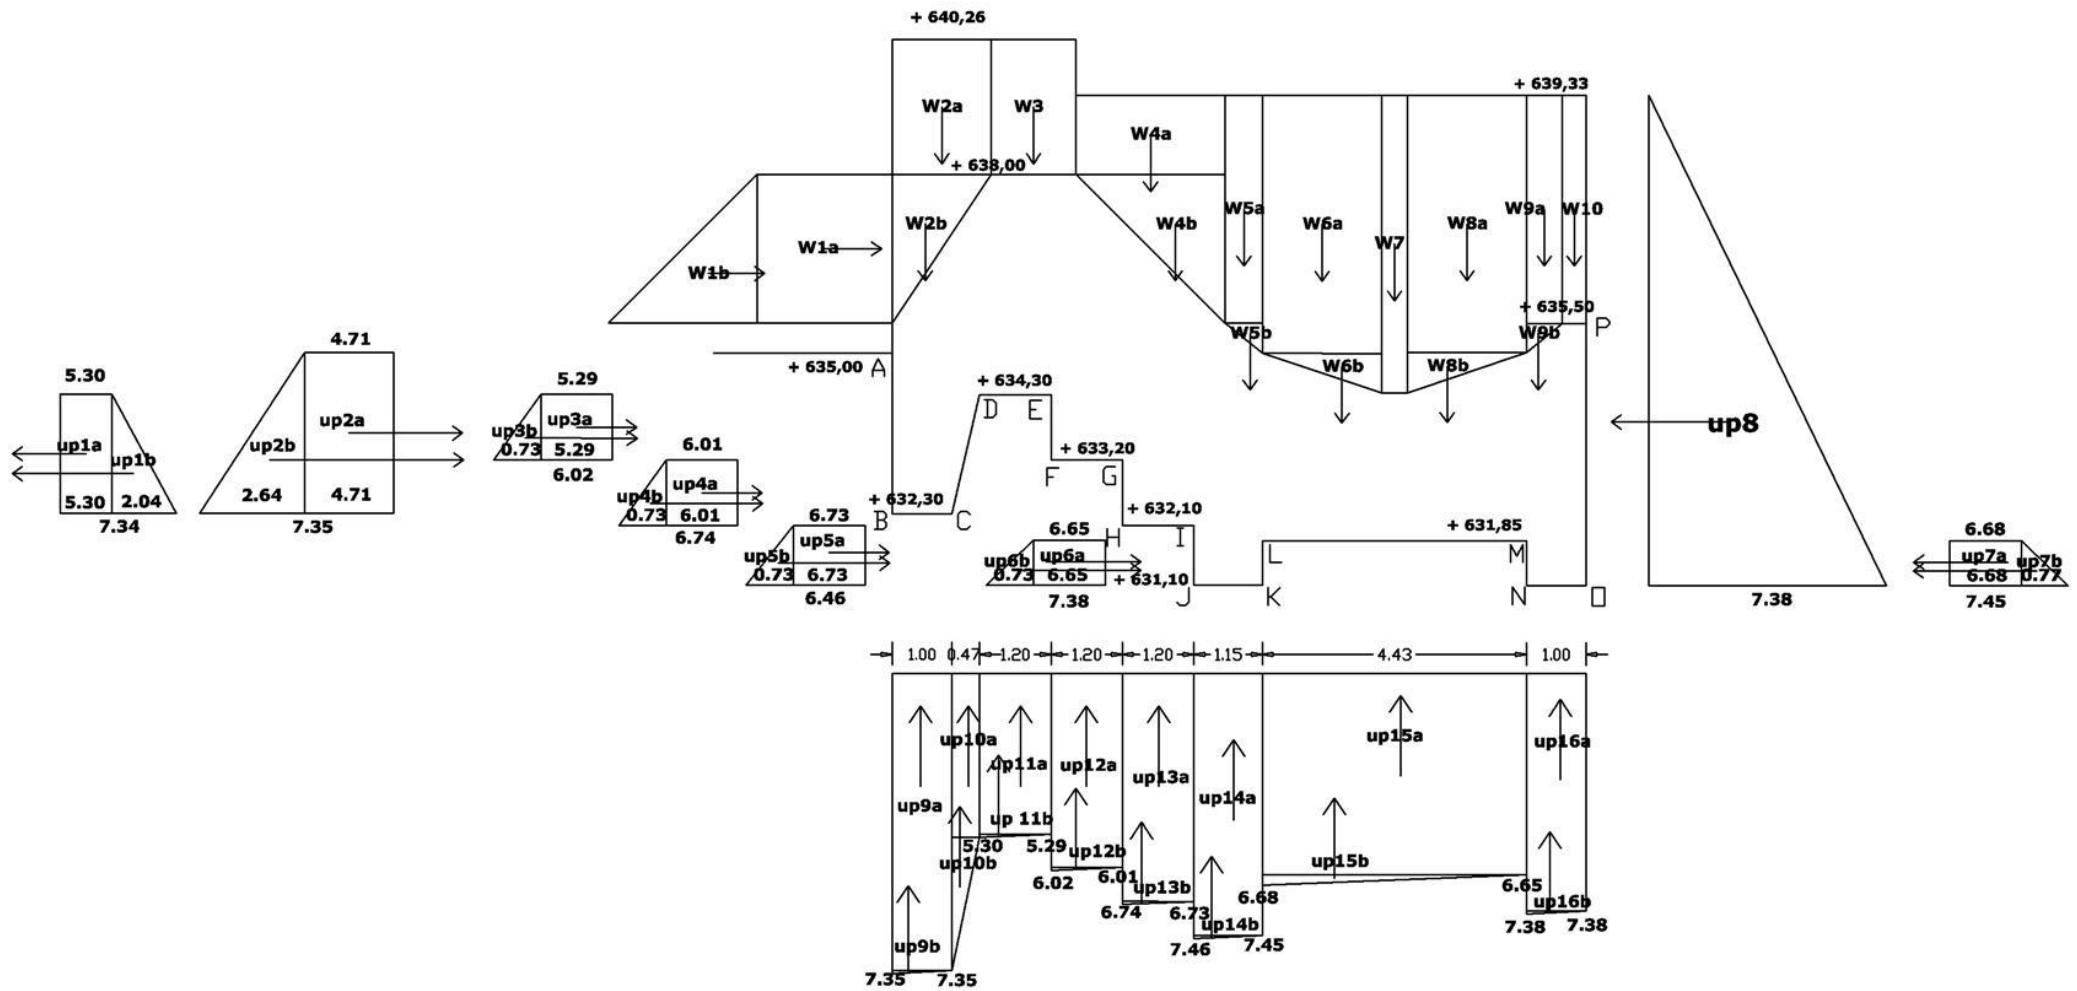 + 640,26
+ 639,33
W2a
W3
W4a
+ 638,00
W5a
W9a
W10
W2b
W4b
W6a
W8a
W1a
W7
W1b
+ 635,50
W5b
W9b
P
4.71
+ 635,00
A
W6b
W8b
5.30
5.29
+ 634,30
D
E
up2a
up3a
up3b
up8
up1a
up1b
up2b
0.73
5.29
6.01
+ 633,20
6.02
F
G
up4a
5.30
2.04
2.64
4.71
up4b
+ 632,30
+ 632,10
0.73
6.01
6.73
B
C
7.34
7.35
6.74
6.65
H
I
+ 631,85
6.68
up5a
up5b
up6b
up6a
L
M
up7a
up7b
0.73
6.73
0.73
6.65
+ 631,10
6.68
0.77
6.46
7.38
J
K
N
O
7.38
7.45
1.00
0.47
1.20
1.20
1.20
1.15
4.43
1.00
up10a
up15a
up16a
up11a
up12a
up13a
up9a
up14a
up 11b
5.30
5.29
up12b
up10b
up15b
6.02
6.01
up13b
6.68
6.65
up16b
6.74
6.73
up14b
7.38
7.38
up9b
7.46
7.45
7.35
7.35